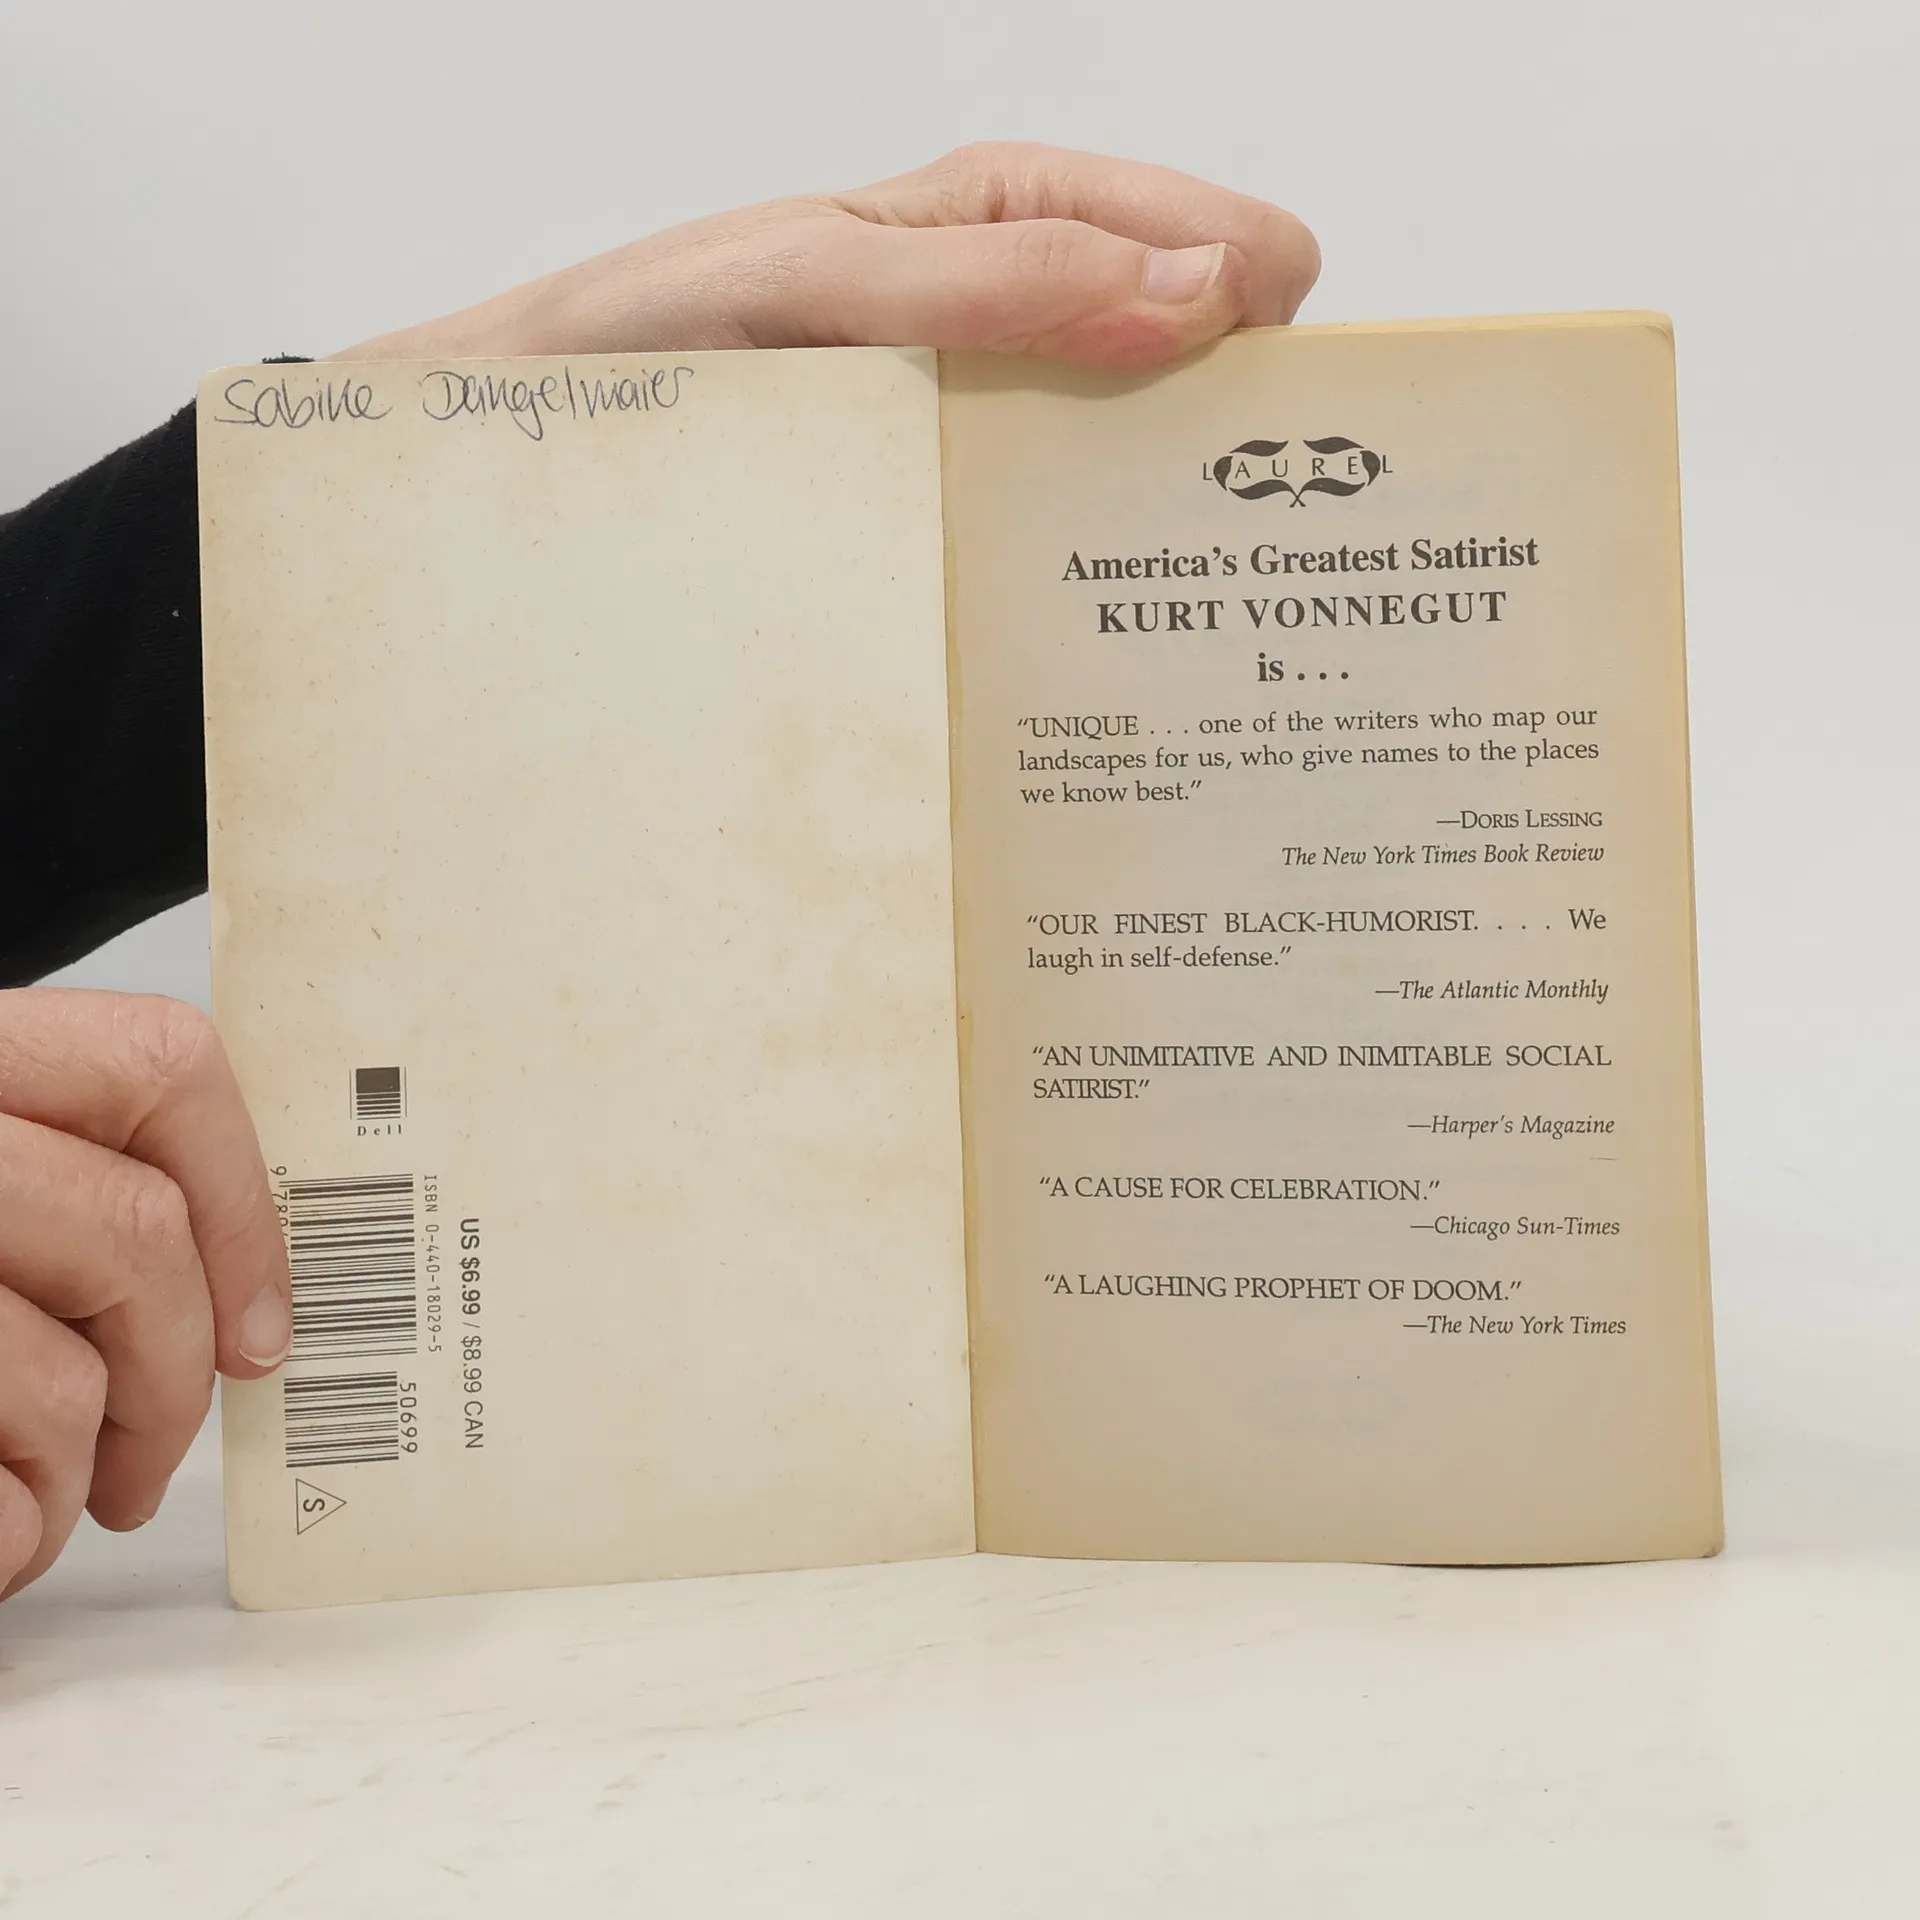 Sabine Dangelmaier
Dell
ISBN 0-440-18029-5
US $6.99 / $8.99 CAN
50699
S
LAUREL
America’s Greatest Satirist
KURT VONNEGUT
is . . .
“UNIQUE . . . one of the writers who map our
landscapes for us, who give names to the places
we know best.”
—DORIS LESSING
The New York Times Book Review
“OUR FINEST BLACK-HUMORIST. . . . We
laugh in self-defense.”
—The Atlantic Monthly
“AN UNIMITATIVE AND INIMITABLE SOCIAL
SATIRIST.”
—Harper’s Magazine
“A CAUSE FOR CELEBRATION.”
—Chicago Sun-Times
“A LAUGHING PROPHET OF DOOM.”
—The New York Times